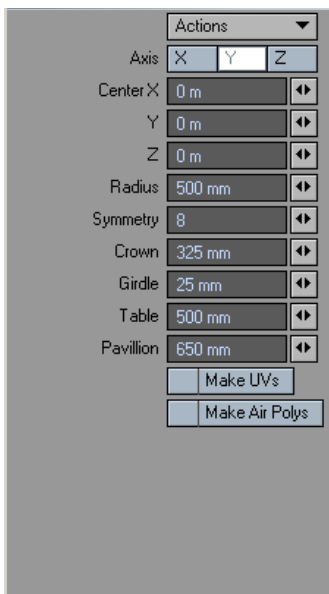 Actions
Axis X Y Z
Center X 0 m
Y 0 m
Z 0 m
Radius 500 mm
Symmetry 8
Crown 325 mm
Girdle 25 mm
Table 500 mm
Pavillion 650 mm
Make UVs
Make Air Polys